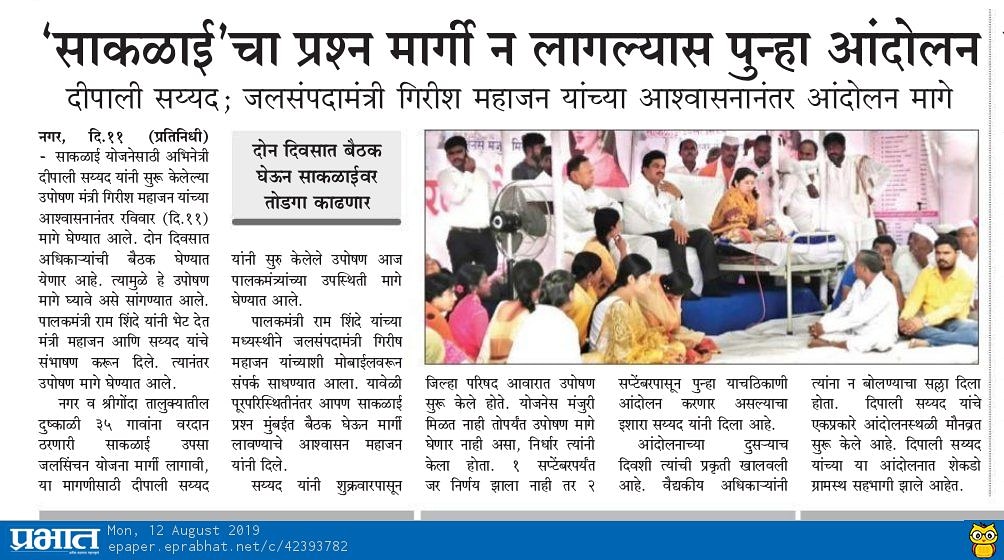 ‘साकळाई’चा प्रश्न मार्गी न लागल्यास पुन्हा आंदोलन
दीपाली सय्यद; जलसंपदामंत्री गिरीश महाजन यांच्या आश्वासनानंतर आंदोलन मागे
नगर, दि.११ (प्रतिनिधी)
- साकळाई योजनेसाठी अभिनेत्री
दीपाली सय्यद यांनी सुरू केलेल्या
उपोषण मंत्री गिरीश महाजन यांच्या
आश्वासनानंतर रविवार (दि.११)
मागे घेण्यात आले. दोन दिवसात
अधिकाऱ्यांची बैठक घेण्यात
येणार आहे. त्यामुळे हे उपोषण
मागे घ्यावे असे सांगण्यात आले.
पालकमंत्री राम शिंदे यांनी भेट देत
मंत्री महाजन आणि सय्यद यांचे
संभाषण करून दिले. त्यानंतर
उपोषण मागे घेण्यात आले.
नगर व श्रीगोंदा तालुक्यातील
दुष्काळी ३५ गावांना वरदान
ठरणारी साकळाई उपसा
जलसिंचन योजना मार्गी लागावी,
या मागणीसाठी दीपाली सय्यद
दोन दिवसात बैठक
घेऊन साकळाईवर
तोडगा काढणार
यांनी सुरु केलेले उपोषण आज
पालकमंत्र्यांच्या उपस्थिती मागे
घेण्यात आले.
पालकमंत्री राम शिंदे यांच्या
मध्यस्थीने जलसंपदामंत्री गिरीष
महाजन यांच्याशी मोबाईलवरून
संपर्क साधण्यात आला. यावेळी
पूरपरिस्थितीनंतर आपण साकळाई
प्रश्न मुंबईत बैठक घेऊन मार्गी
लावण्याचे आश्वासन महाजन
यांनी दिले.
सय्यद यांनी शुक्रवारपासून
जिल्हा परिषद आवारात उपोषण
सुरू केले होते. योजनेस मंजुरी
मिळत नाही तोपर्यंत उपोषण मागे
घेणार नाही असा, निर्धार त्यांनी
केला होता. १ सप्टेंबरपर्यंत
जर निर्णय झाला नाही तर २
सप्टेंबरपासून पुन्हा याचठिकाणी
आंदोलन करणार असल्याचा
इशारा सय्यद यांनी दिला आहे.
आंदोलनाच्या दुसऱ्याच
दिवशी त्यांची प्रकृती खालवली
आहे. वैद्यकीय अधिकाऱ्यांनी
त्यांना न बोलण्याचा सल्ला दिला
होता. दिपाली सय्यद यांचे
एकप्रकारे आंदोलनस्थळी मौनव्रत
सुरू केले आहे. दिपाली सय्यद
यांच्या या आंदोलनात शेकडो
ग्रामस्थ सहभागी झाले आहेत.
प्रभात
Mon, 12 August 2019
epaper.eprabhat.net/c/42393782